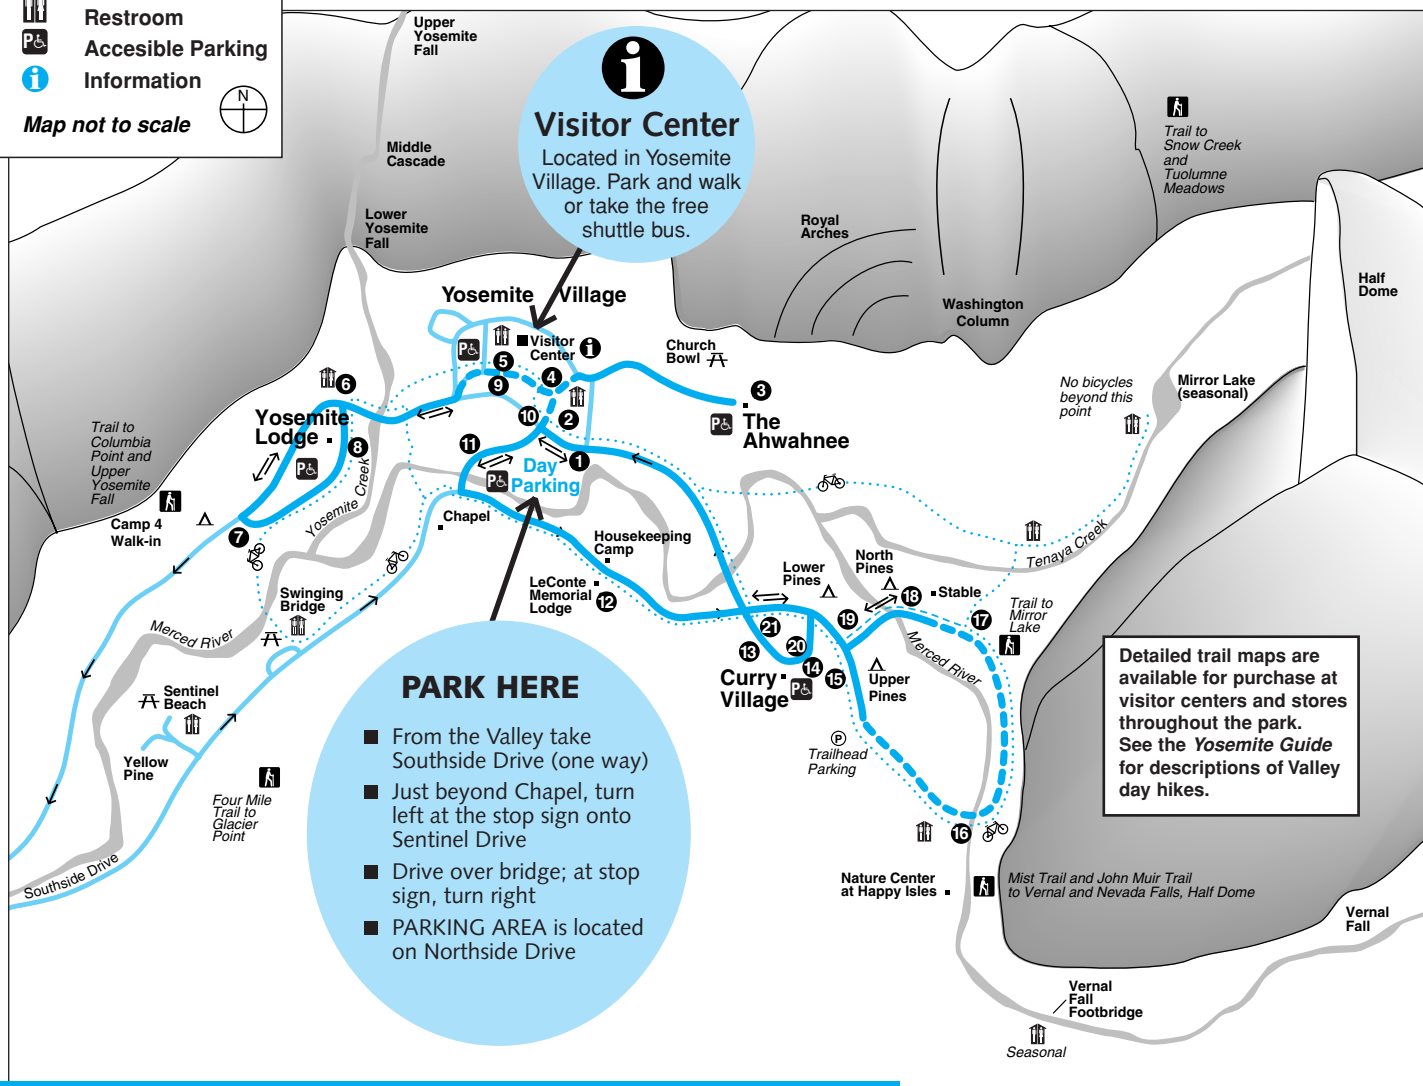 Restroom
P Accesible Parking
i Information
N
Map not to scale
Upper
Yosemite
Fall
Middle
Cascade
Lower
Yosemite
Fall
i
Visitor Center
Located in Yosemite
Village. Park and walk
or take the free
shuttle bus.
Trail to
Snow Creek
and
Tuolumne
Meadows
Royal
Arches
Washington
Column
Half
Dome
Yosemite Village
Visitor
Center
i
P
5
9
4
10
2
Church
Bowl
3
P
The
Ahwahnee
No bicycles
beyond this
point
Mirror Lake
(seasonal)
6
Yosemite
Lodge
8
P
Trail to
Columbia
Point and
Upper
Yosemite
Fall
Camp 4
Walk-in
7
Yosemite Creek
11
1
P
Day
Parking
Chapel
Housekeeping
Camp
LeConte
Memorial
Lodge
12
Swinging
Bridge
Merced River
Sentinel
Beach
Yellow
Pine
Four Mile
Trail to
Glacier
Point
Southside Drive
Lower
Pines
North
Pines
Tenaya Creek
18
Stable
17
Trail to
Mirror
Lake
19
21
13
20
14
15
Curry
Village
P
Upper
Pines
Merced River
P
Trailhead
Parking
16
Nature Center
at Happy Isles
Mist Trail and John Muir Trail
to Vernal and Nevada Falls, Half Dome
Vernal
Fall
Vernal
Fall
Footbridge
Seasonal
Detailed trail maps are
available for purchase at
visitor centers and stores
throughout the park.
See the Yosemite Guide
for descriptions of Valley
day hikes.
PARK HERE
■ From the Valley take
Southside Drive (one way)
■ Just beyond Chapel, turn
left at the stop sign onto
Sentinel Drive
■ Drive over bridge; at stop
sign, turn right
■ PARKING AREA is located
on Northside Drive